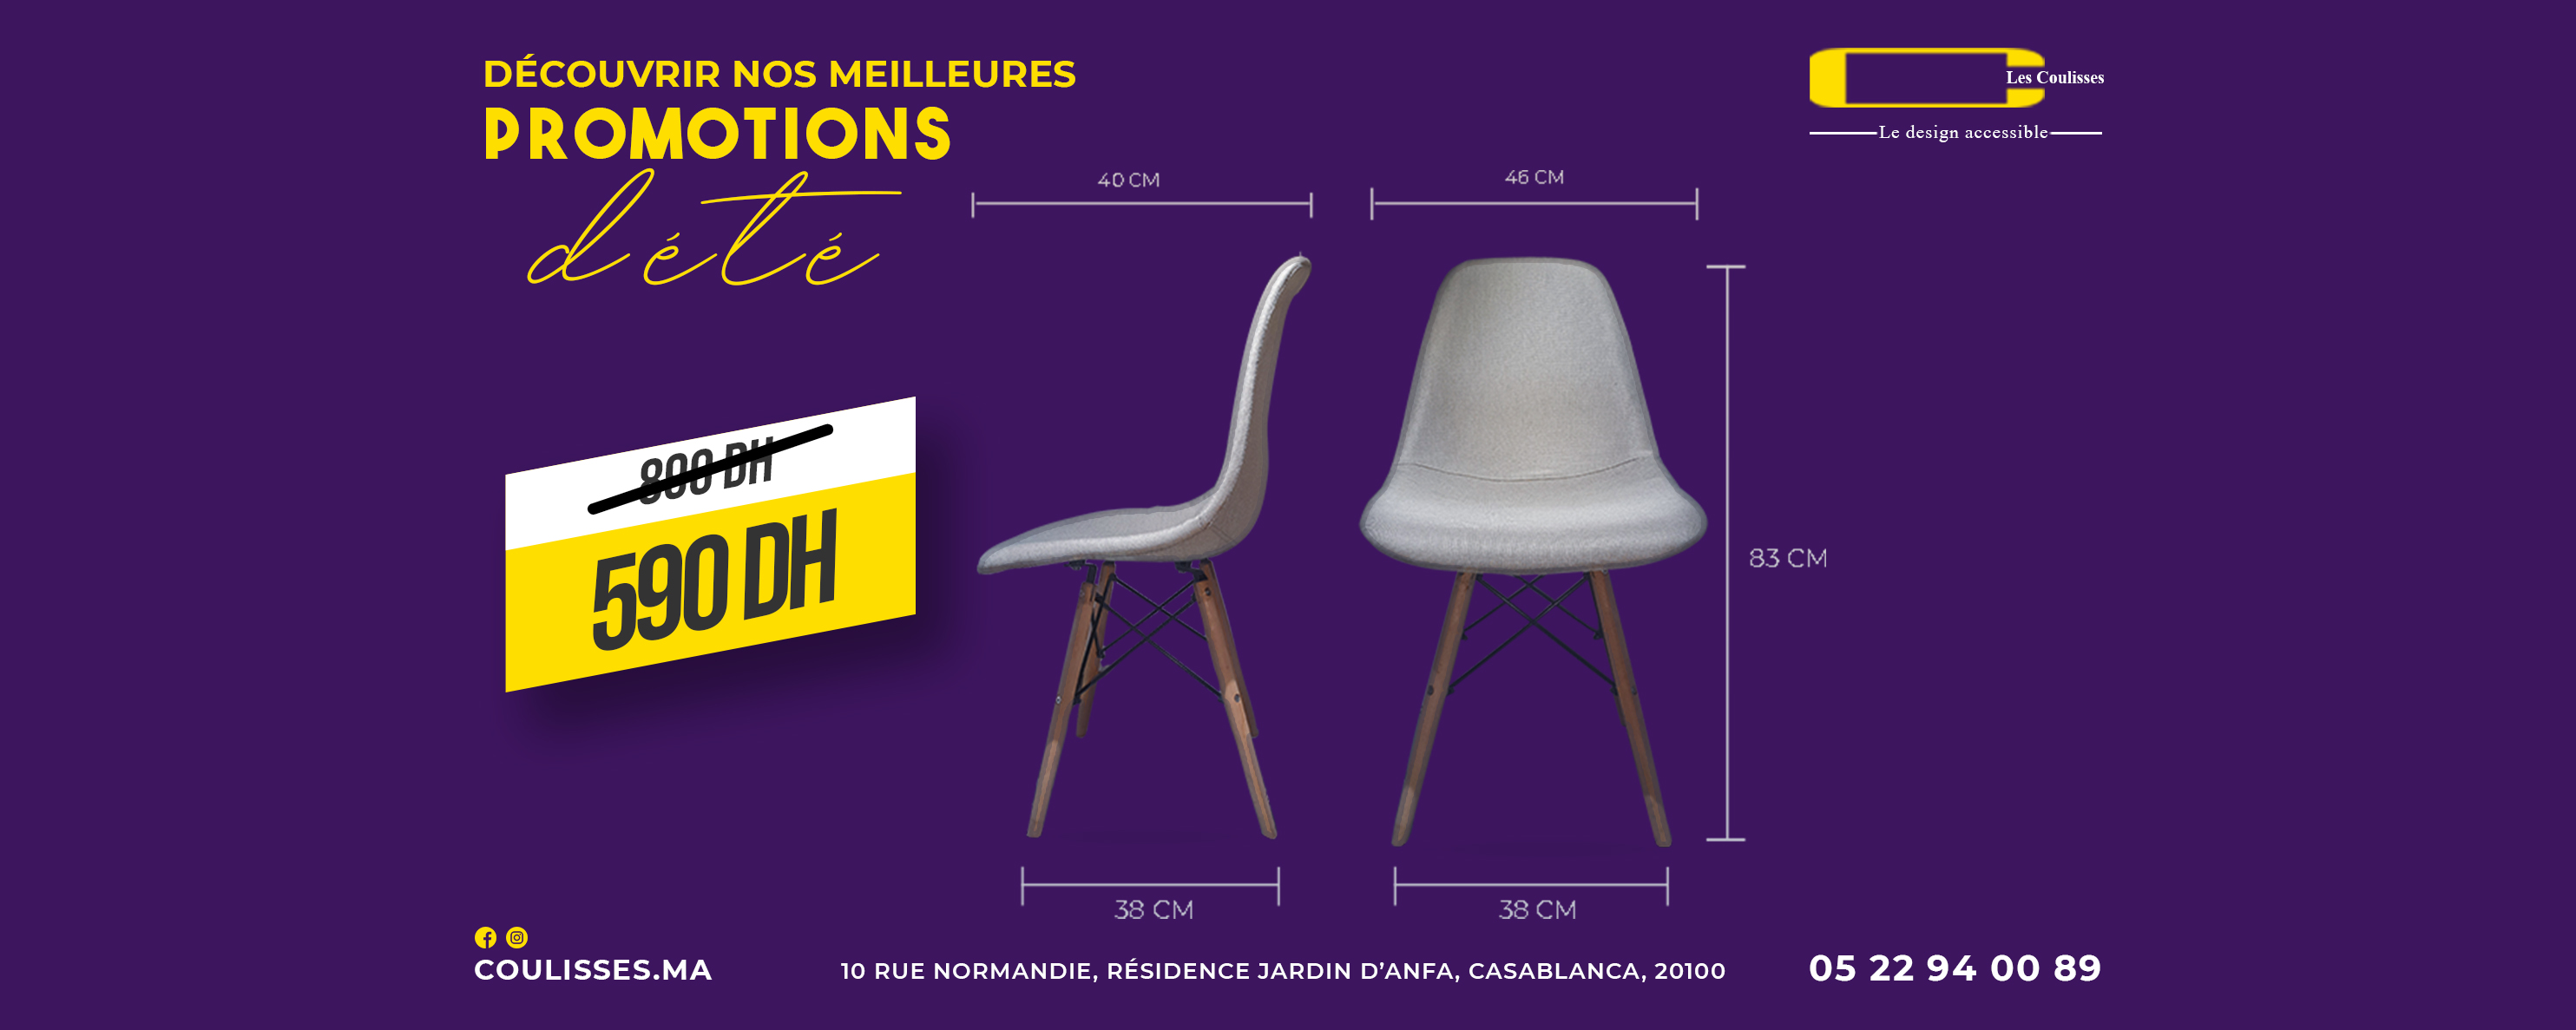 DÉCOUVRIR NOS MEILLEURES
PROMOTIONS
d été
Les Coulisses
Le design accessible
40 CM
46 CM
800 DH
590 DH
83 CM
38 CM
38 CM
COULISSES.MA
10 RUE NORMANDIE, RÉSIDENCE JARDIN D’ANFA, CASABLANCA, 20100
05 22 94 00 89